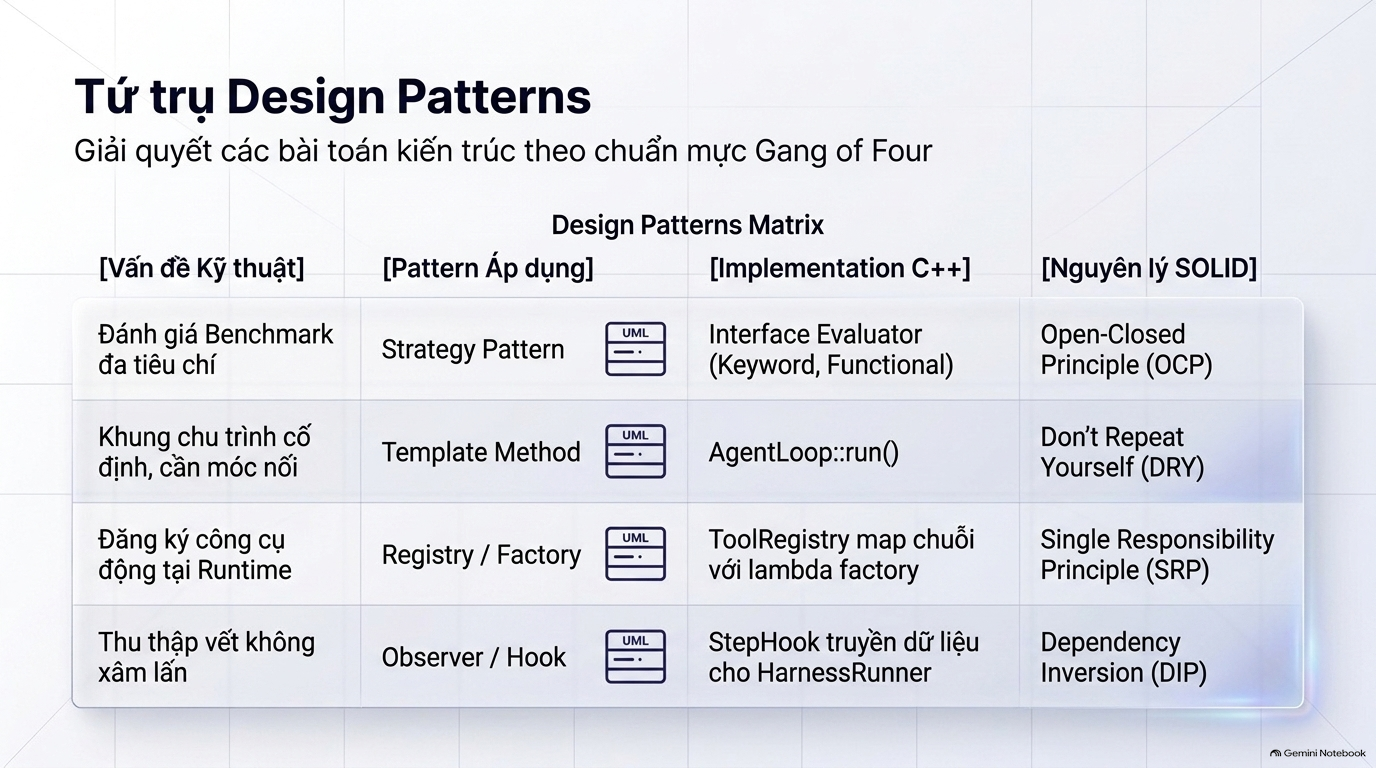 Tứ trụ Design Patterns
Giải quyết các bài toán kiến trúc theo chuẩn mực Gang of Four
Design Patterns Matrix
[Vấn đề Kỹ thuật]
[Pattern Áp dụng]
[Implementation C++]
[Nguyên lý SOLID]
Đánh giá Benchmark
đa tiêu chí
Strategy Pattern
UML
Interface Evaluator
(Keyword, Functional)
Open-Closed
Principle (OCP)
Khung chu trình cố
định, cần móc nối
Template Method
UML
AgentLoop::run()
Don't Repeat
Yourself (DRY)
Đăng ký công cụ
động tại Runtime
Registry / Factory
UML
ToolRegistry map chuỗi
với lambda factory
Single Responsibility
Principle (SRP)
Thu thập vết không
xâm lấn
Observer / Hook
UML
StepHook truyền dữ liệu
cho HarnessRunner
Dependency
Inversion (DIP)
Gemini Notebook